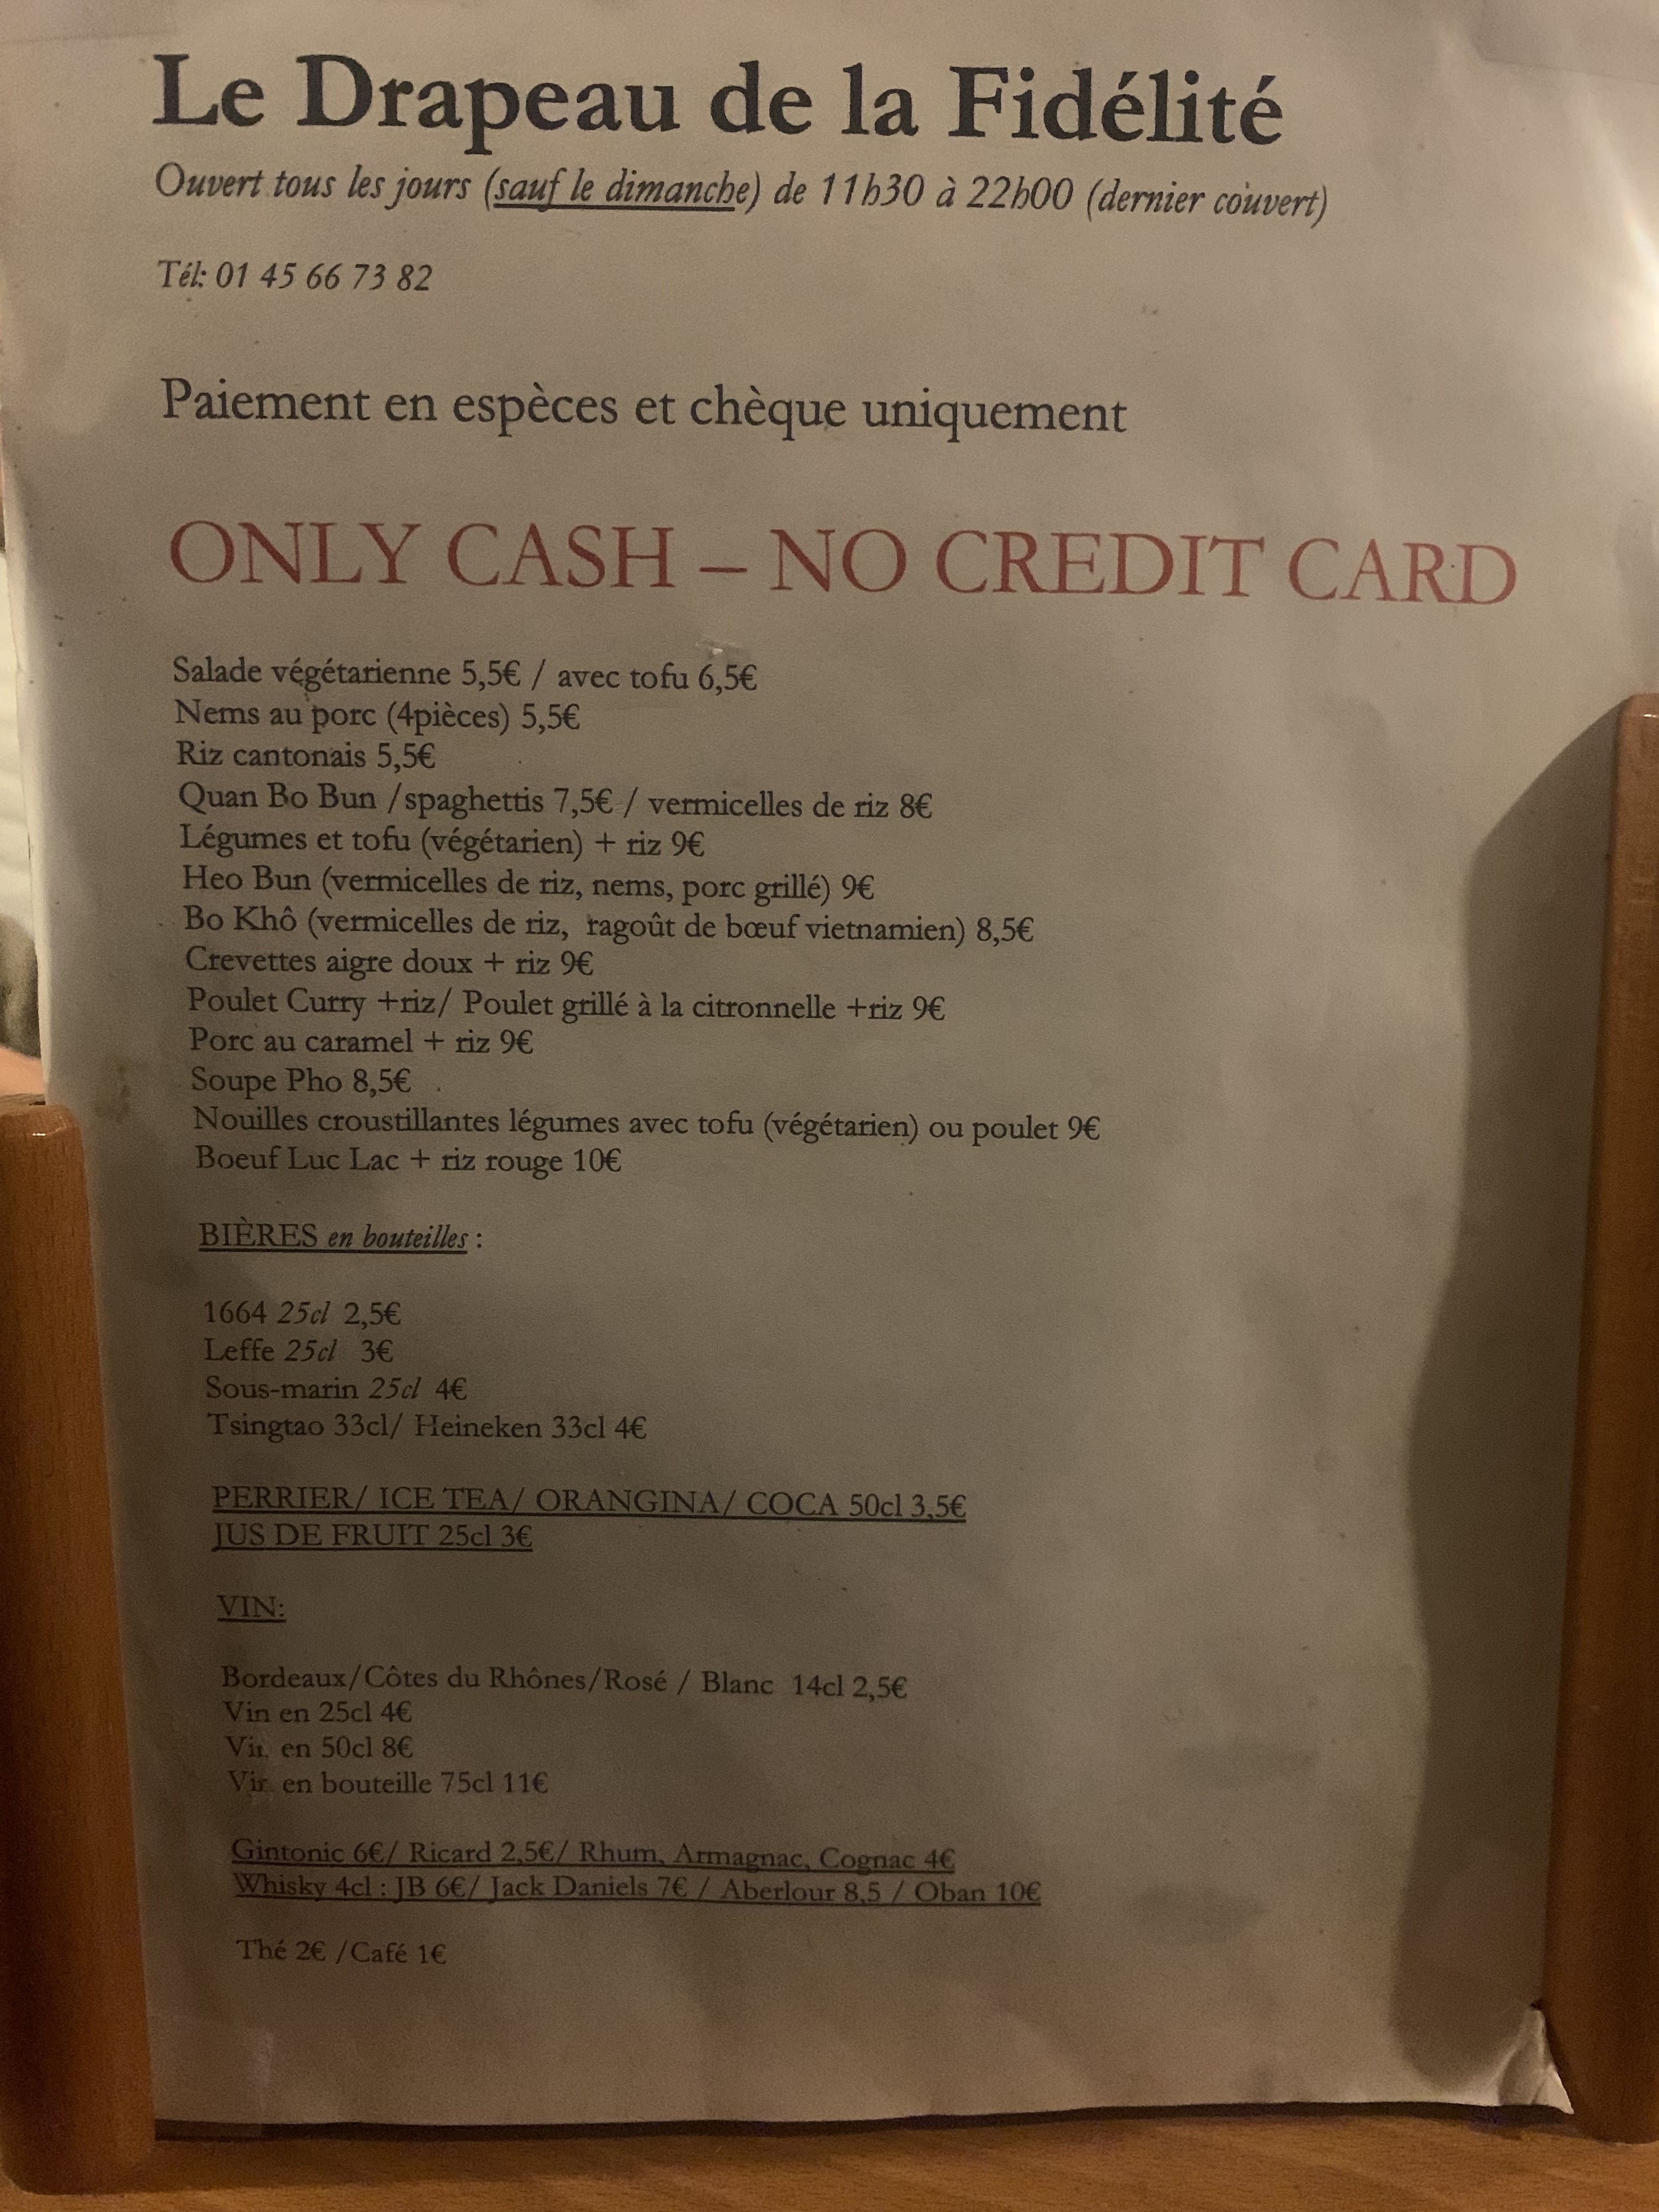 Le Drapeau de la Fidélité
Ouvert tous les jours (sauf le dimanche) de 11h30 à 22h00 (dernier couvert)
Tél: 01 45 66 73 82
Paiement en espèces et chèque uniquement
ONLY CASH – NO CREDIT CARD
Salade végétarienne 5,5€ / avec tofu 6,5€
Nems au porc (4pièces) 5,5€
Riz cantonais 5,5€
Quan Bo Bun /spaghettis 7,5€ / vermicelles de riz 8€
Légumes et tofu (végétarien) + riz 9€
Heo Bun (vermicelles de riz, nems, porc grillé) 9€
Bo Khô (vermicelles de riz, ragoût de bœuf vietnamien) 8,5€
Crevettes aigre doux + riz 9€
Poulet Curry +riz/ Poulet grillé à la citronnelle +riz 9€
Porc au caramel + riz 9€
Soupe Pho 8,5€
Nouilles croustillantes légumes avec tofu (végétarien) ou poulet 9€
Boeuf Luc Lac + riz rouge 10€
BIÈRES en bouteilles :
1664 25cl 2,5€
Leffe 25cl 3€
Sous-marin 25cl 4€
Tsingtao 33cl/ Heineken 33cl 4€
PERRIER/ ICE TEA/ ORANGINA/ COCA 50cl 3,5€
JUS DE FRUIT 25cl 3€
VIN:
Bordeaux/Côtes du Rhônes/Rosé / Blanc 14cl 2,5€
Vin en 25cl 4€
Vin en 50cl 8€
Vin en bouteille 75cl 11€
Gintonic 6€/ Ricard 2,5€/ Rhum, Armagnac, Cognac 4€
Whisky 4cl : JB 6€/ Jack Daniels 7€ / Aberlour 8,5 / Oban 10€
Thé 2€ /Café 1€